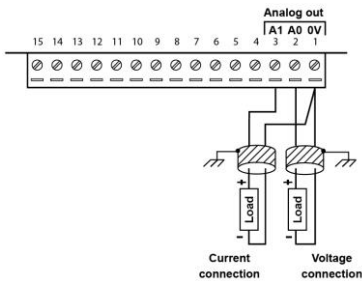 Analog out
A1 A0 0V
15 14 13 12 11 10 9 8 7 6 5 4 3 2 1
+ +
Load Load
- -
Current connection
Voltage connection